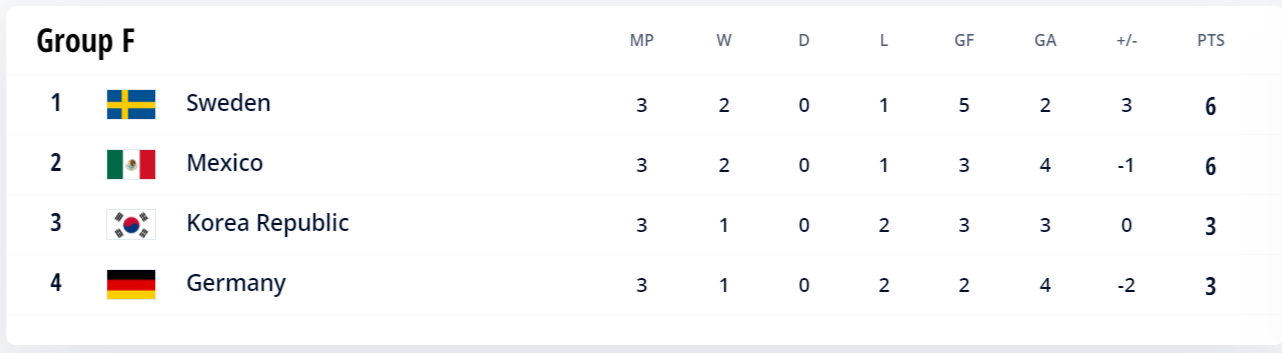 Group F MP W D L GF GA +/- PTS
1 Sweden 3 2 0 1 5 2 3 6
2 Mexico 3 2 0 1 3 4 -1 6
3 Korea Republic 3 1 0 2 3 3 0 3
4 Germany 3 1 0 2 2 4 -2 3